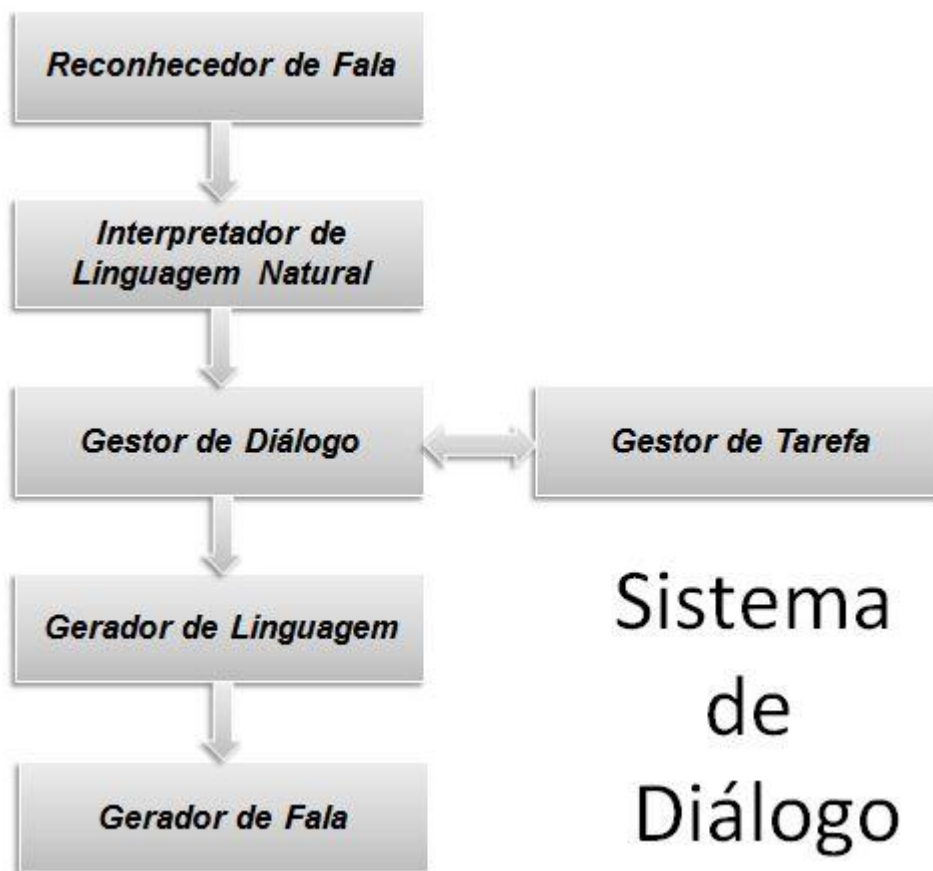 Reconhecedor de Fala
Interpretador de
Linguagem Natural
Gestor de Diálogo
Gestor de Tarefa
Gerador de Linguagem
Gerador de Fala
Sistema
de
Diálogo